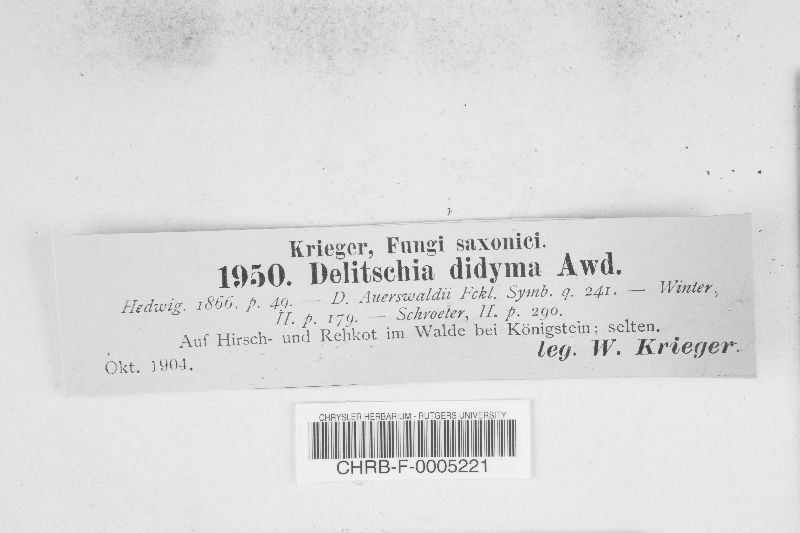 Krieger, Fungi saxonici.
1950. Delitschia didyma Awd.
Hedwig. 1866. p. 49. — D. Auerswaldii Fckl. Symb. q. 241. — Winter,
II. p. 179. — Schroeter, II. p. 290.
Auf Hirsch- und Rehkot im Walde bei Königstein; selten.
Okt. 1904.
leg. W. Krieger.
CHRYSLER HERBARIUM - RUTGERS UNIVERSITY
CHRB-F-0005221